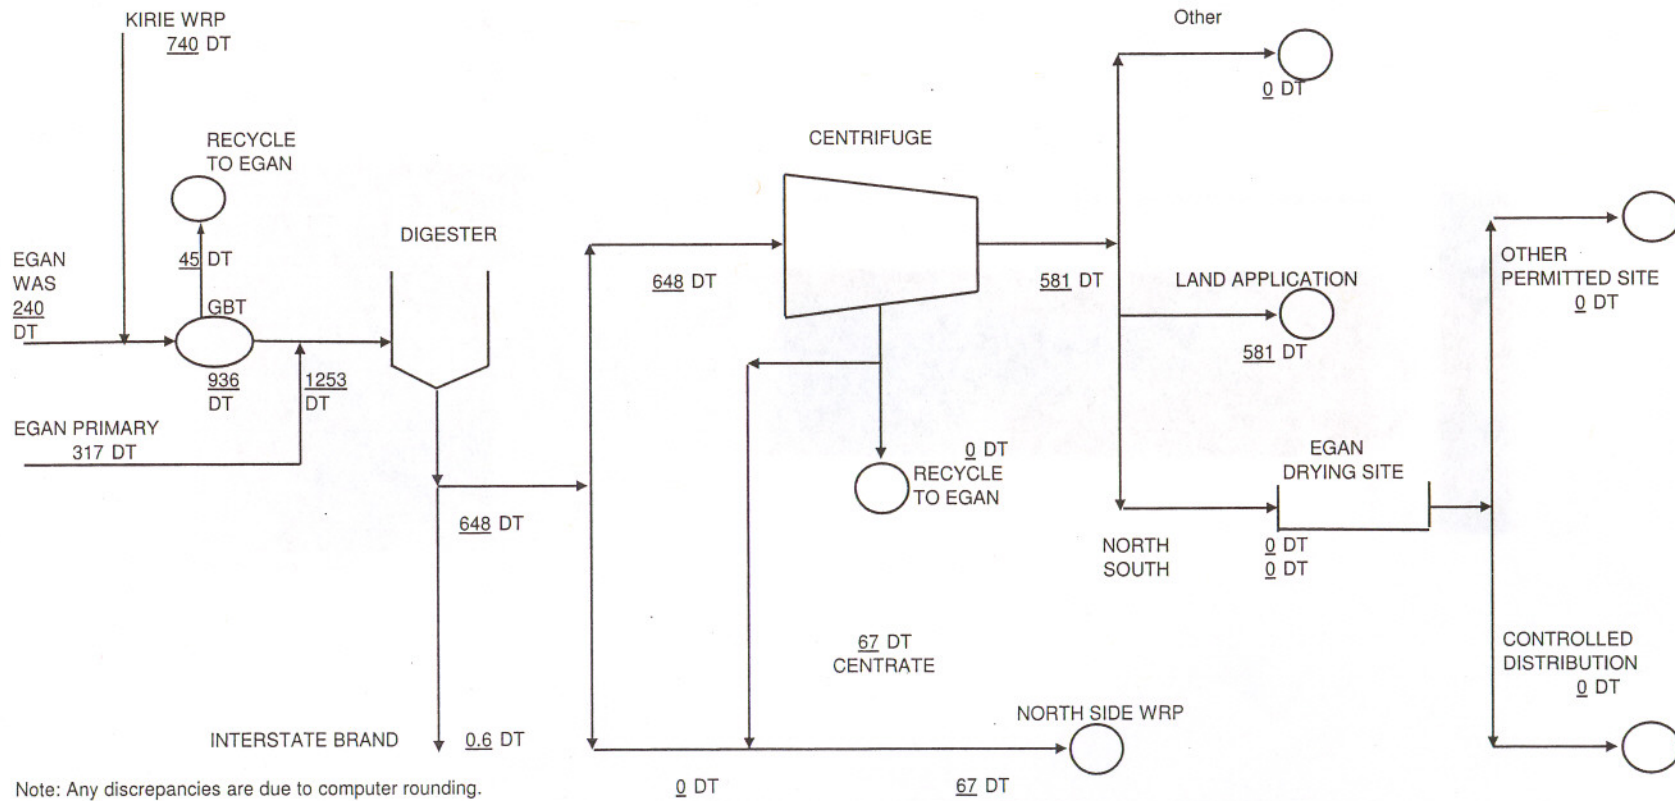 KIRIE WRP
740 DT
RECYCLE
TO EGAN
45 DT
EGAN
WAS
240
DT
GBT
936
DT
1253
DT
EGAN PRIMARY
317 DT
DIGESTER
648 DT
INTERSTATE BRAND
0.6 DT
648 DT
CENTRIFUGE
581 DT
0 DT
RECYCLE
TO EGAN
67 DT
CENTRATE
NORTH SIDE WRP
0 DT
67 DT
Other
0 DT
LAND APPLICATION
581 DT
EGAN
DRYING SITE
NORTH 0 DT
SOUTH 0 DT
OTHER
PERMITTED SITE
0 DT
CONTROLLED
DISTRIBUTION
0 DT
Note: Any discrepancies are due to computer rounding.